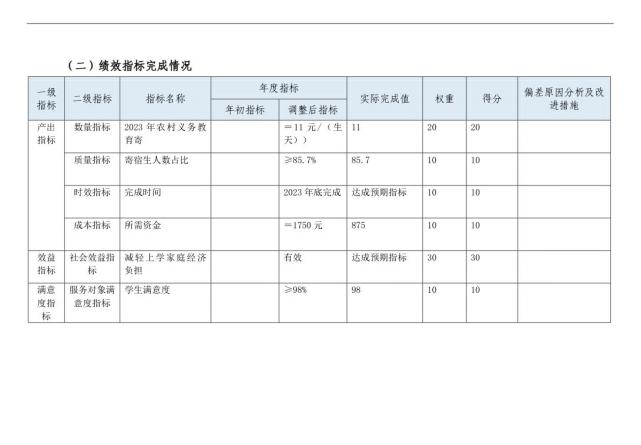 （二）绩效指标完成情况
一级指标 二级指标 指标名称 年度指标 实际完成值 权重 得分 偏差原因分析及改进措施
年初指标 调整后指标
产出指标 数量指标 2023年农村义务教育寄 ＝11元/（生天）） 11 20 20
质量指标 寄宿生人数占比 ≥85.7% 85.7 10 10
时效指标 完成时间 2023年底完成 达成预期指标 10 10
成本指标 所需资金 ＝1750元 875 10 10
效益指标 社会效益指标 减轻上学家庭经济负担 有效 达成预期指标 30 30
满意度指标 服务对象满意度指标 学生满意度 ≥98% 98 10 10